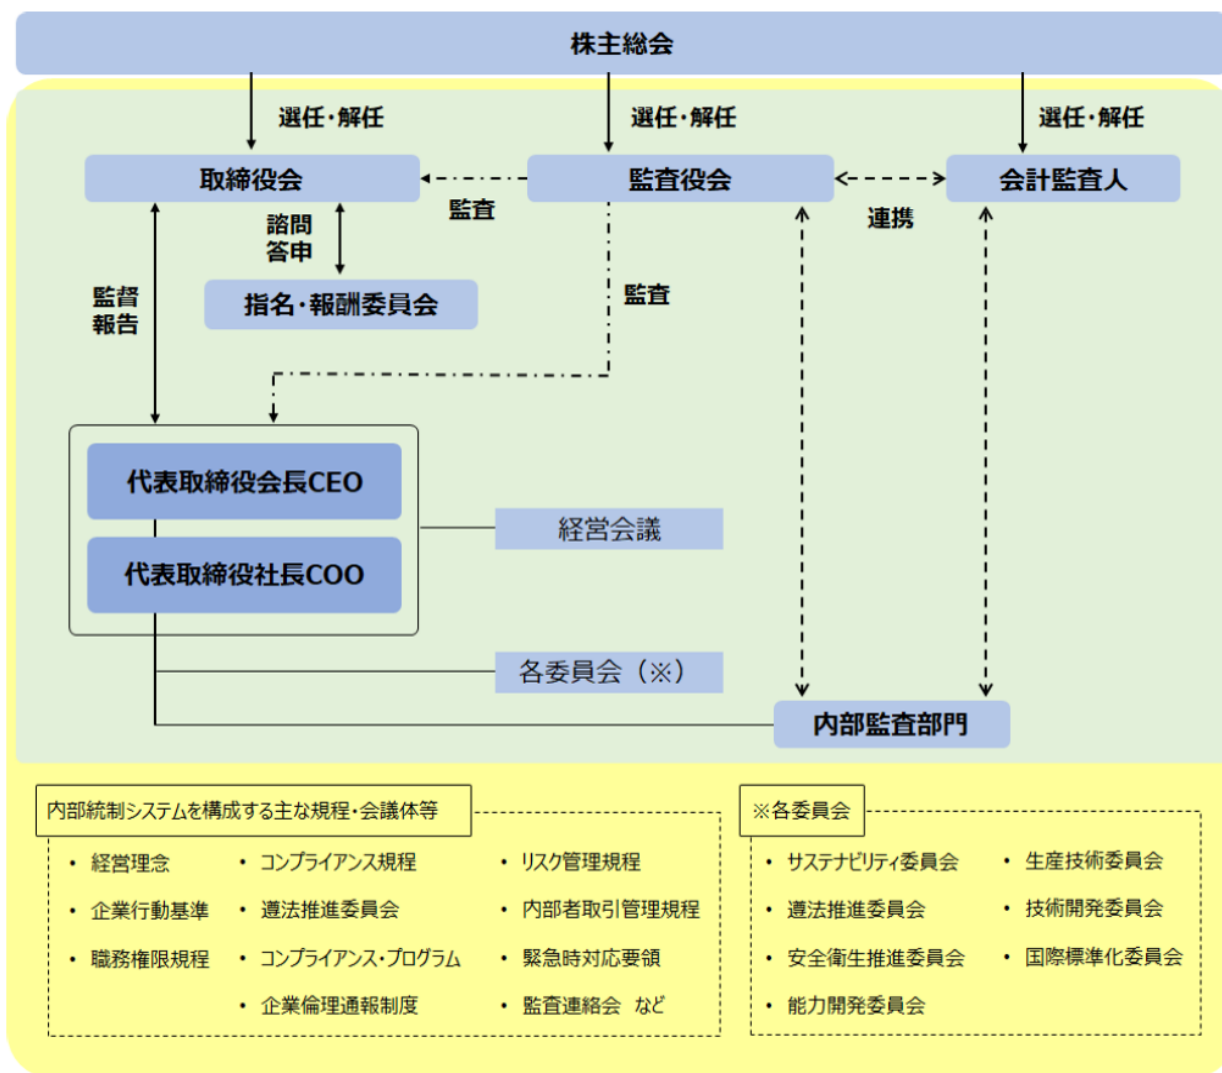 株主総会
選任・解任
選任・解任
選任・解任
取締役会
監査役会
会計監査人
監査
連携
諮問
答申
監督
報告
指名・報酬委員会
監査
代表取締役会長CEO
経営会議
代表取締役社長COO
各委員会（※）
内部監査部門
内部統制システムを構成する主な規程・会議体等
• 経営理念
• 企業行動基準
• 職務権限規程
• コンプライアンス規程
• 遵法推進委員会
• コンプライアンス・プログラム
• 企業倫理通報制度
• リスク管理規程
• 内部者取引管理規程
• 緊急時対応要領
• 監査連絡会 など
※各委員会
• サステナビリティ委員会
• 遵法推進委員会
• 安全衛生推進委員会
• 能力開発委員会
• 生産技術委員会
• 技術開発委員会
• 国際標準化委員会